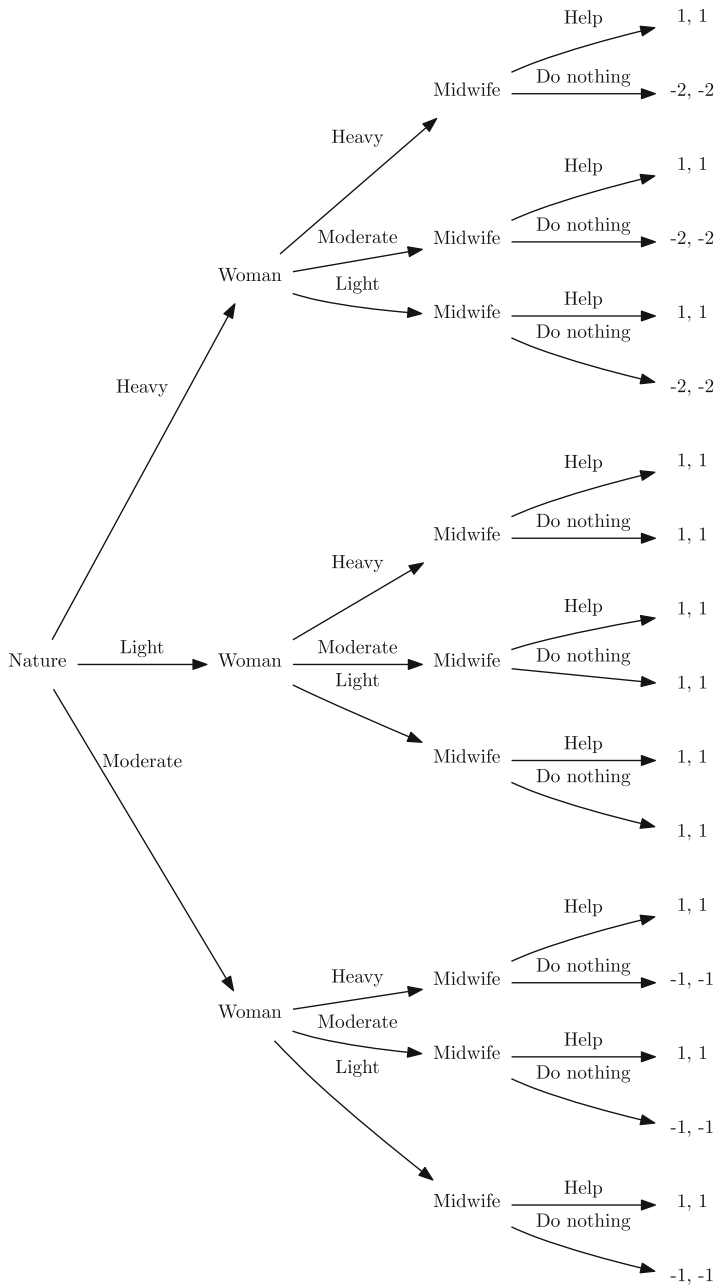 Help
1, 1
Do nothing
Midwife
-2, -2
Heavy
Help
1, 1
Do nothing
Moderate
Midwife
-2, -2
Woman
Light
Help
Midwife
1, 1
Do nothing
Heavy
-2, -2
Help
1, 1
Do nothing
Midwife
1, 1
Heavy
Help
1, 1
Light
Moderate
Do nothing
Nature
Woman
Midwife
Light
1, 1
Help
Midwife
1, 1
Moderate
Do nothing
1, 1
Help
1, 1
Do nothing
Heavy
Midwife
-1, -1
Woman
Moderate
Help
Midwife
1, 1
Light
Do nothing
-1, -1
Help
Midwife
1, 1
Do nothing
-1, -1